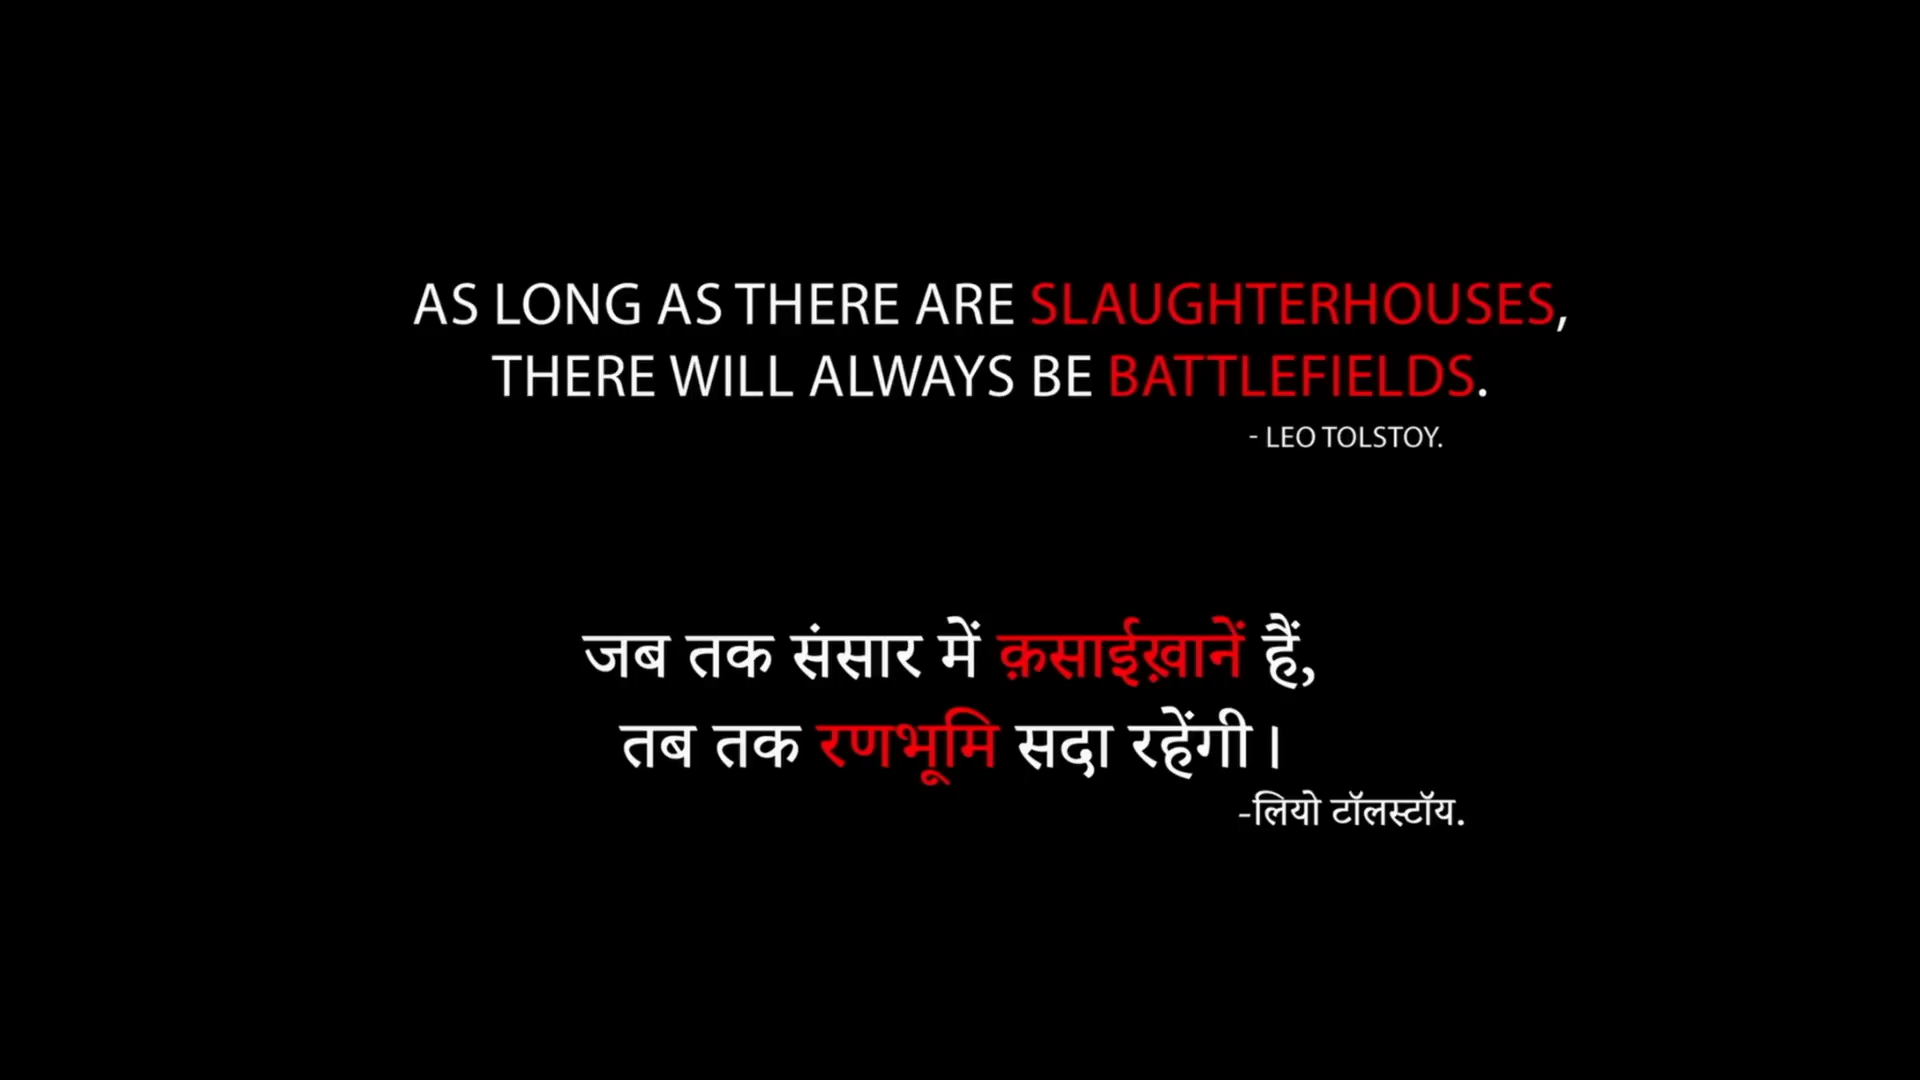 AS LONG AS THERE ARE SLAUGHTERHOUSES,
THERE WILL ALWAYS BE BATTLEFIELDS.
- LEO TOLSTOY.
जब तक संसार में क़साईख़ानें हैं,
तब तक रणभूमि सदा रहेंगी।
-लियो टॉलस्टॉय.